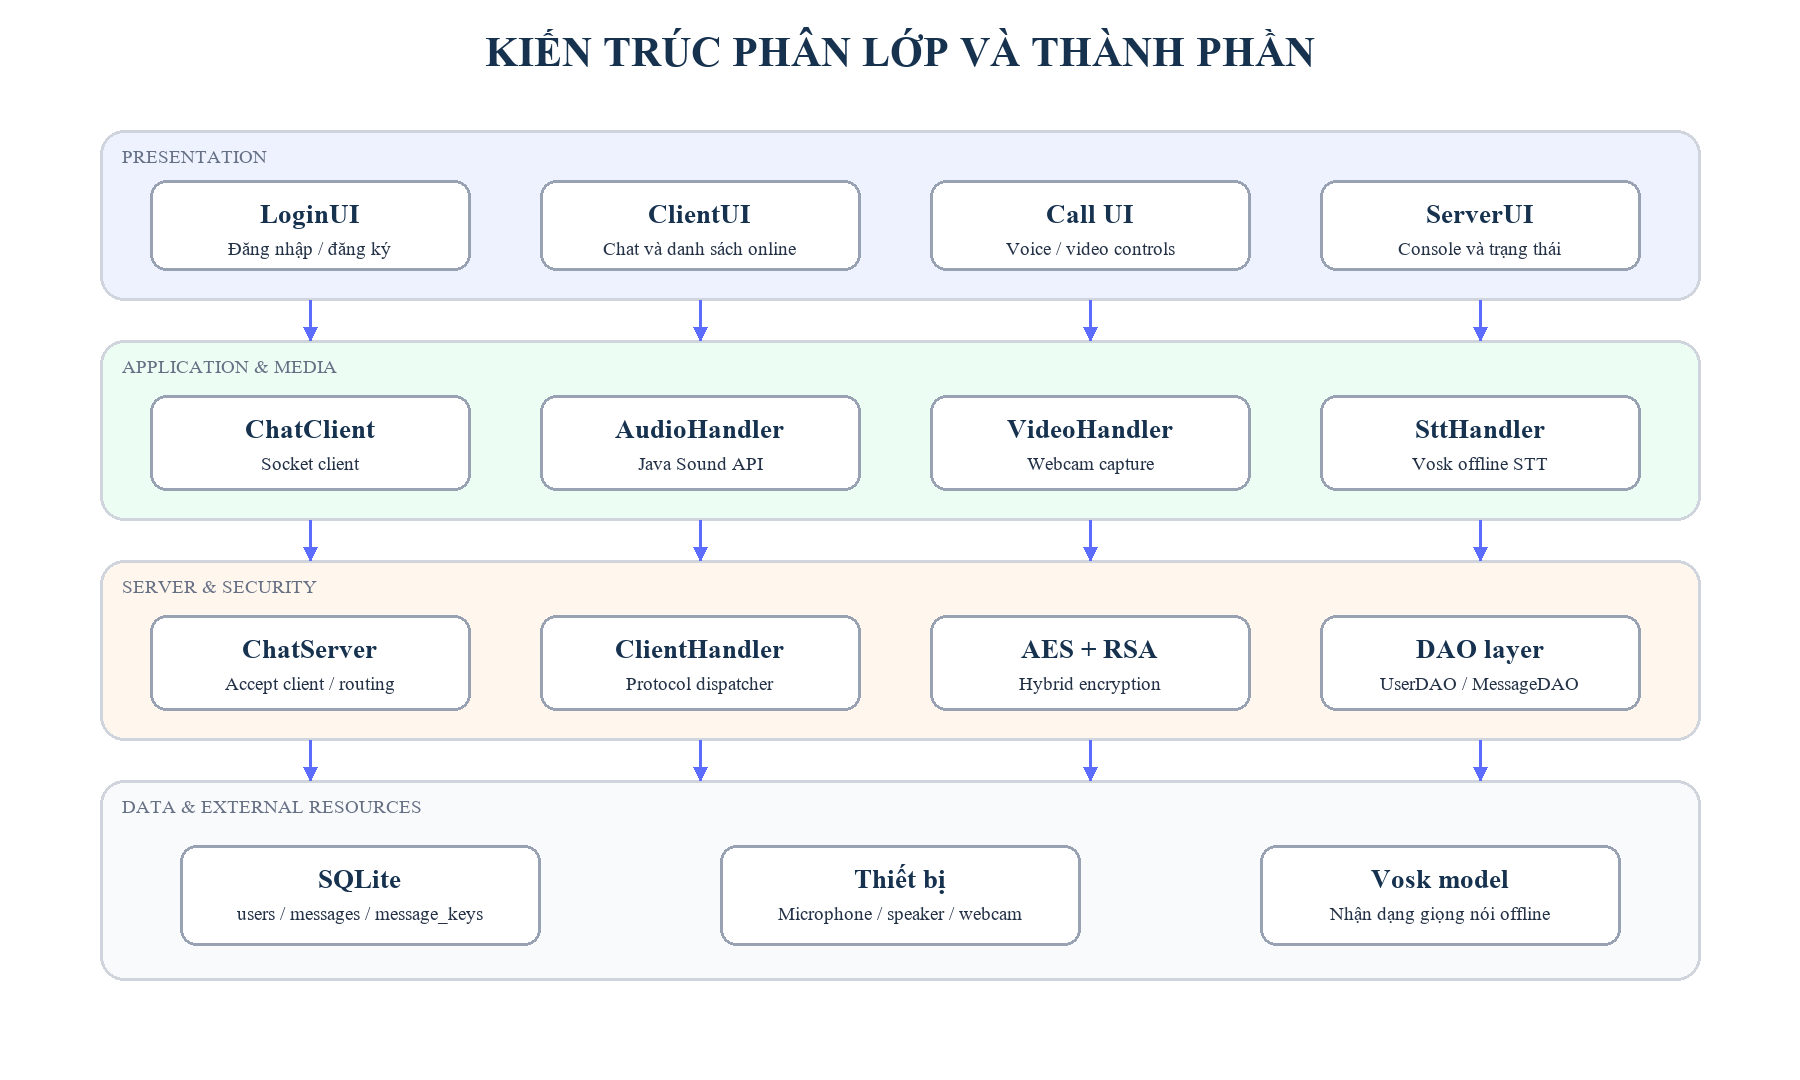 KIẾN TRÚC PHÂN LỚP VÀ THÀNH PHẦN
PRESENTATION
LoginUI
Đăng nhập / đăng ký
ClientUI
Chat và danh sách online
Call UI
Voice / video controls
ServerUI
Console và trạng thái
APPLICATION & MEDIA
ChatClient
Socket client
AudioHandler
Java Sound API
VideoHandler
Webcam capture
SttHandler
Vosk offline STT
SERVER & SECURITY
ChatServer
Accept client / routing
ClientHandler
Protocol dispatcher
AES + RSA
Hybrid encryption
DAO layer
UserDAO / MessageDAO
DATA & EXTERNAL RESOURCES
SQLite
users / messages / message_keys
Thiết bị
Microphone / speaker / webcam
Vosk model
Nhận dạng giọng nói offline